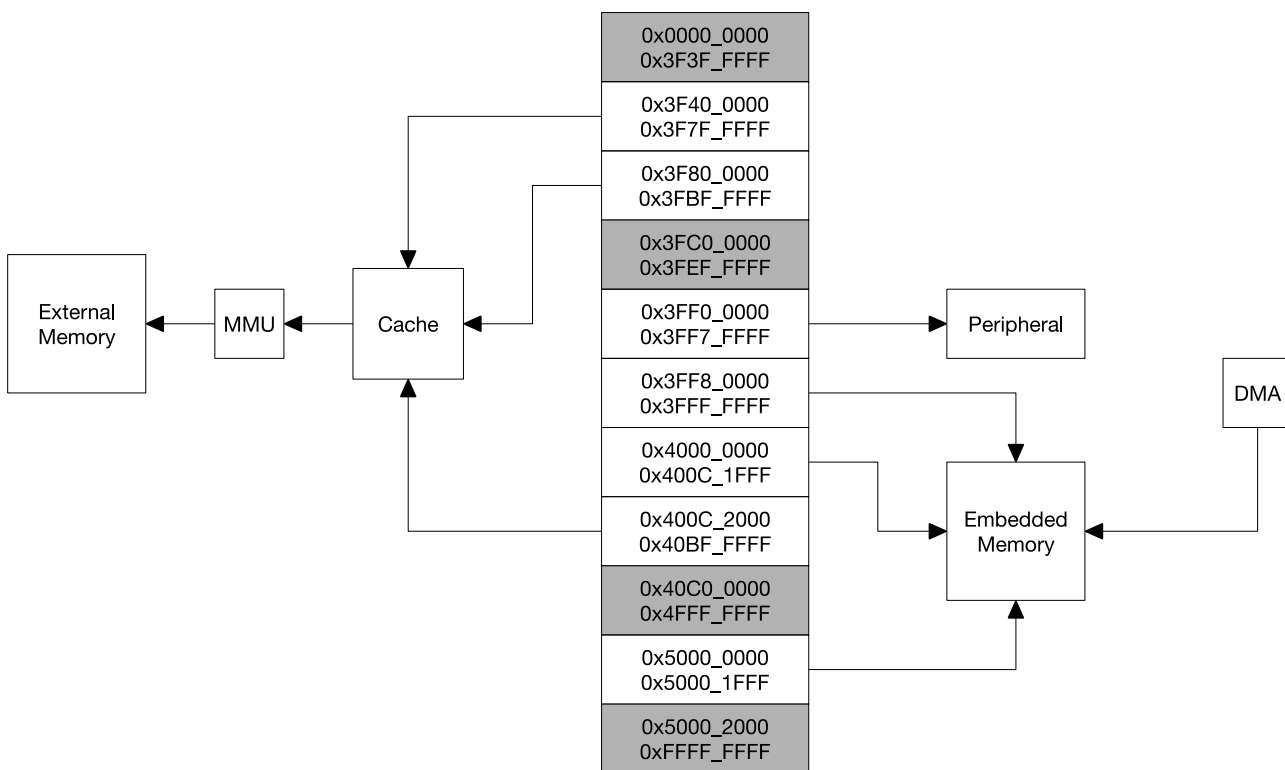 0x0000_0000
0x3F3F_FFFF
0x3F40_0000
0x3F7F_FFFF
0x3F80_0000
0x3FBF_FFFF
0x3FC0_0000
0x3FEF_FFFF
0x3FF0_0000
0x3FF7_FFFF
0x3FF8_0000
0x3FFF_FFFF
0x4000_0000
0x400C_1FFF
0x400C_2000
0x40BF_FFFF
0x40C0_0000
0x4FFF_FFFF
0x5000_0000
0x5000_1FFF
0x5000_2000
0xFFFF_FFFF
External
Memory
MMU
Cache
Peripheral
DMA
Embedded
Memory